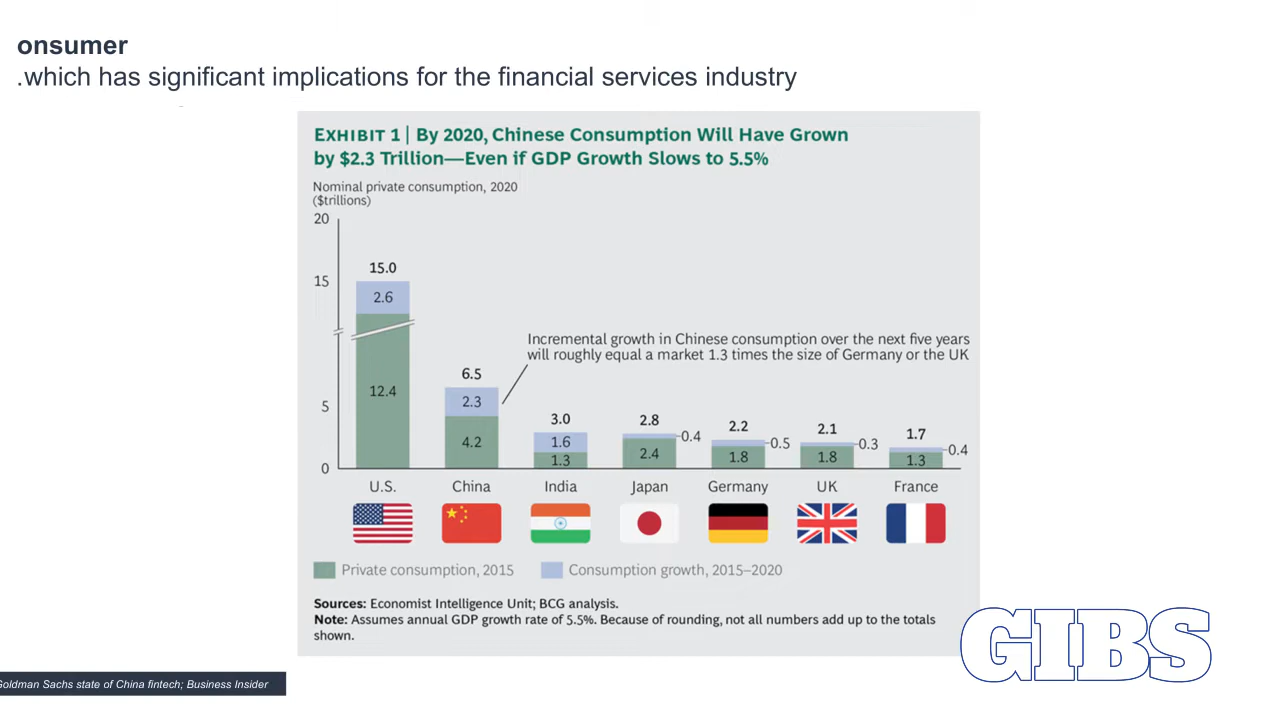 onsumer
.which has significant implications for the financial services industry
EXHIBIT 1 | By 2020, Chinese Consumption Will Have Grown
by $2.3 Trillion—Even if GDP Growth Slows to 5.5%
Nominal private consumption, 2020
($trillions)
20
15
5
0
15.0
2.6
12.4
Incremental growth in Chinese consumption over the next five years
will roughly equal a market 1.3 times the size of Germany or the UK
6.5
2.3
4.2
3.0
1.6
1.3
2.8
0.4
2.4
2.2
0.5
1.8
2.1
0.3
1.8
1.7
0.4
1.3
U.S. China India Japan Germany UK France
Private consumption, 2015 Consumption growth, 2015–2020
Sources: Economist Intelligence Unit; BCG analysis.
Note: Assumes annual GDP growth rate of 5.5%. Because of rounding, not all numbers add up to the totals
shown.
GIBS
Goldman Sachs state of China fintech; Business Insider